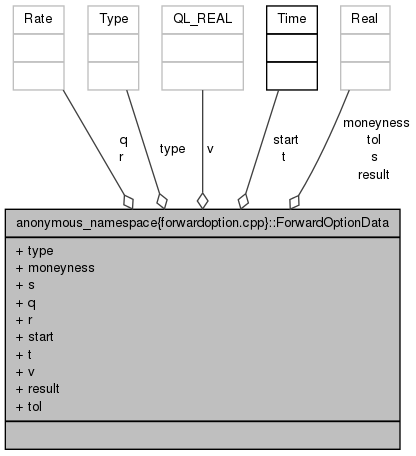 Rate Type QL_REAL Time Real
q
r
type
v
start
t
moneyness
tol
s
result
anonymous_namespace{forwardoption.cpp}::ForwardOptionData
+ type
+ moneyness
+ s
+ q
+ r
+ start
+ t
+ v
+ result
+ tol